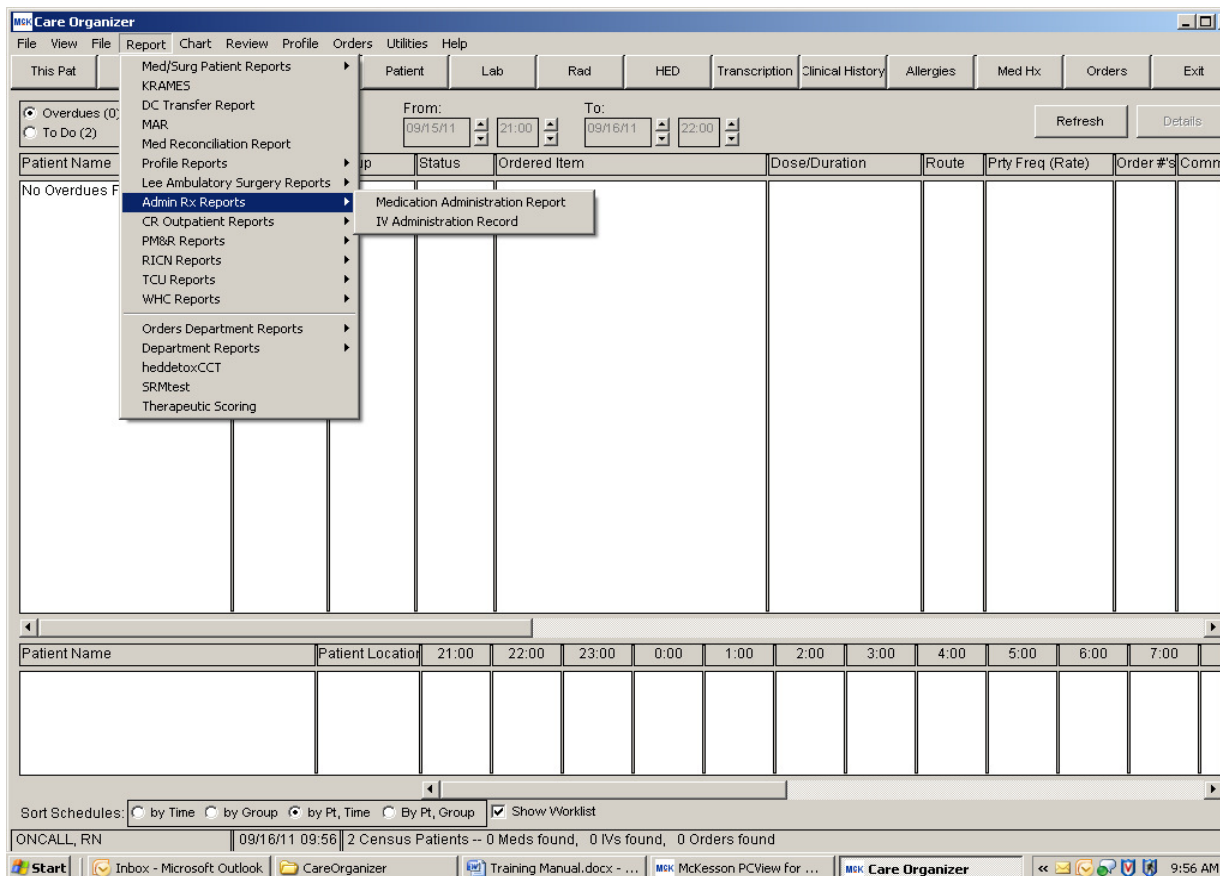 MCK Care Organizer
File View File Report Chart Review Profile Orders Utilities Help
This Pat Patient Lab Rad HED Transcription Clinical History Allergies Med Hx Orders Exit
Med/Surg Patient Reports
KRAMES
DC Transfer Report
MAR
Med Reconciliation Report
Profile Reports
Lee Ambulatory Surgery Reports
Admin Rx Reports
CR Outpatient Reports
PM&R Reports
RICN Reports
TCU Reports
WHC Reports
Orders Department Reports
Department Reports
heddetoxCCT
SRMtest
Therapeutic Scoring
Medication Administration Report
IV Administration Record
Overdues (0)
To Do (2)
From: To:
09/15/11 21:00 09/16/11 22:00
Refresh Details
Patient Name up Status Ordered Item Dose/Duration Route Prty Freq (Rate) Order #'s Comm
No Overdues F
Patient Name Patient Location 21:00 22:00 23:00 0:00 1:00 2:00 3:00 4:00 5:00 6:00 7:00
Sort Schedules: by Time by Group by Pt, Time By Pt, Group Show Worklist
ONCALL, RN 09/16/11 09:56 2 Census Patients -- 0 Meds found, 0 IVs found, 0 Orders found
Start Inbox - Microsoft Outlook CareOrganizer Training Manual.docx - ... MCK McKesson PCView for ... MCK Care Organizer « 9:56 AM